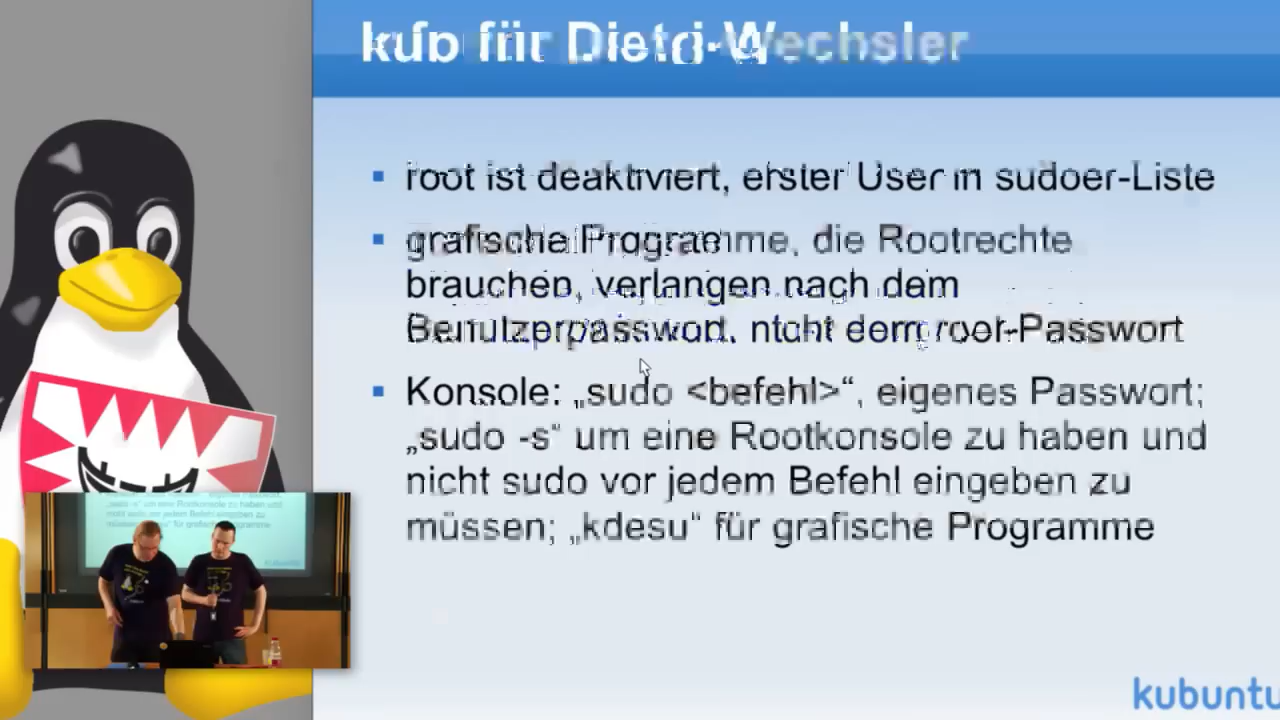 kub für Distri-Wechsler
root ist deaktiviert, erster User in sudoer-Liste
grafische Programme, die Rootrechte
brauchen, verlangen nach dem
Benutzerpasswort, nicht dem root-Passwort
Konsole: „sudo <befehl>“, eigenes Passwort;
„sudo -s“ um eine Rootkonsole zu haben und
nicht sudo vor jedem Befehl eingeben zu
müssen; „kdesu“ für grafische Programme
kubuntu